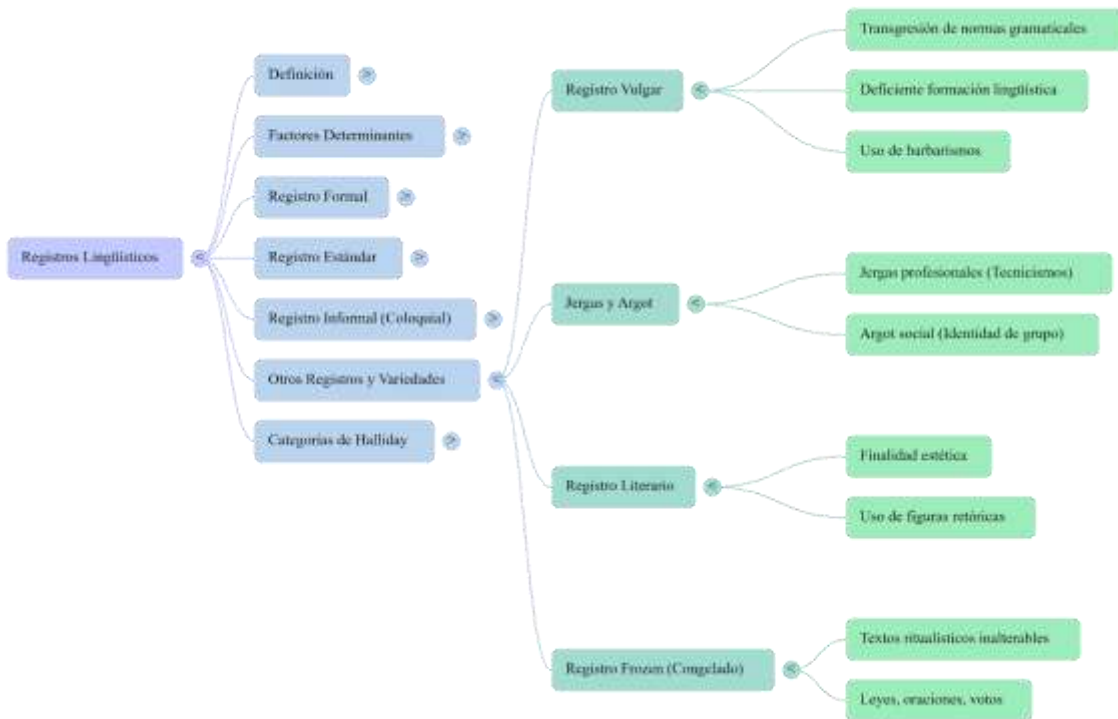 Registros Lingüísticos
Definición
Factores Determinantes
Registro Formal
Registro Estándar
Registro Informal (Coloquial)
Otros Registros y Variedades
Categorías de Halliday
Registro Vulgar
Transgresión de normas gramaticales
Deficiente formación lingüística
Uso de barbarismos
Jergas y Argot
Jergas profesionales (Tecnicismos)
Argot social (Identidad de grupo)
Registro Literario
Finalidad estética
Uso de figuras retóricas
Registro Frozen (Congelado)
Textos ritualísticos inalterables
Leyes, oraciones, votos